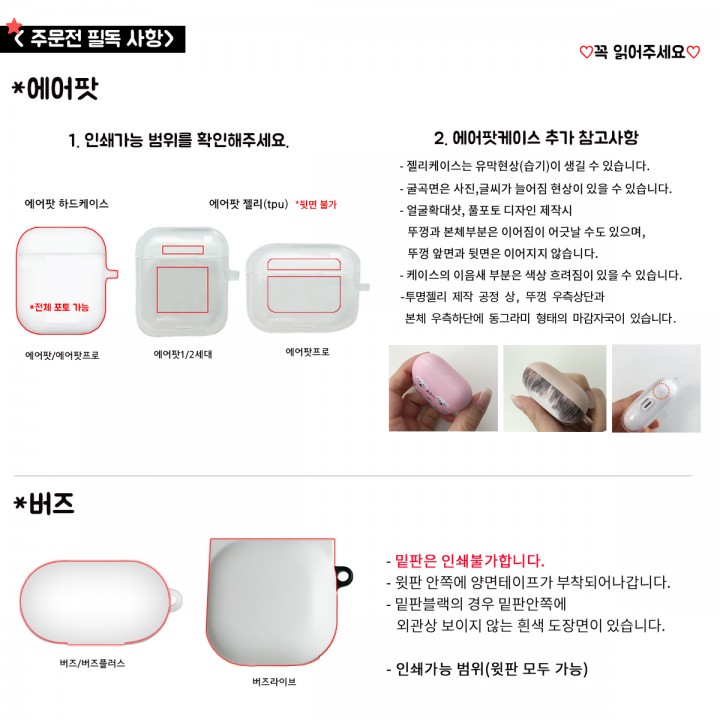 < 주문전 필독 사항>
♡꼭 읽어주세요♡
*에어팟
1. 인쇄가능 범위를 확인해주세요.
에어팟 하드케이스
에어팟 젤리(tpu) *뒷면 불가
*전체 포토 가능
에어팟/에어팟프로
에어팟1/2세대
에어팟프로
2. 에어팟케이스 추가 참고사항
- 젤리케이스는 유막현상(습기)이 생길 수 있습니다.
- 굴곡면은 사진,글씨가 늘어짐 현상이 있을 수 있습니다.
- 얼굴확대샷, 풀포토 디자인 제작시
뚜껑과 본체부분은 이어짐이 어긋날 수도 있으며,
뚜껑 앞면과 뒷면은 이어지지 않습니다.
- 케이스의 이음새 부분은 색상 흐려짐이 있을 수 있습니다.
-투명젤리 제작 공정 상, 뚜껑 우측상단과
본체 우측하단에 동그라미 형태의 마감자국이 있습니다.
*버즈
버즈/버즈플러스
버즈라이브
- 밑판은 인쇄불가합니다.
- 윗판 안쪽에 양면테이프가 부착되어나갑니다.
- 밑판블랙의 경우 밑판안쪽에
외관상 보이지 않는 흰색 도장면이 있습니다.
- 인쇄가능 범위(윗판 모두 가능)